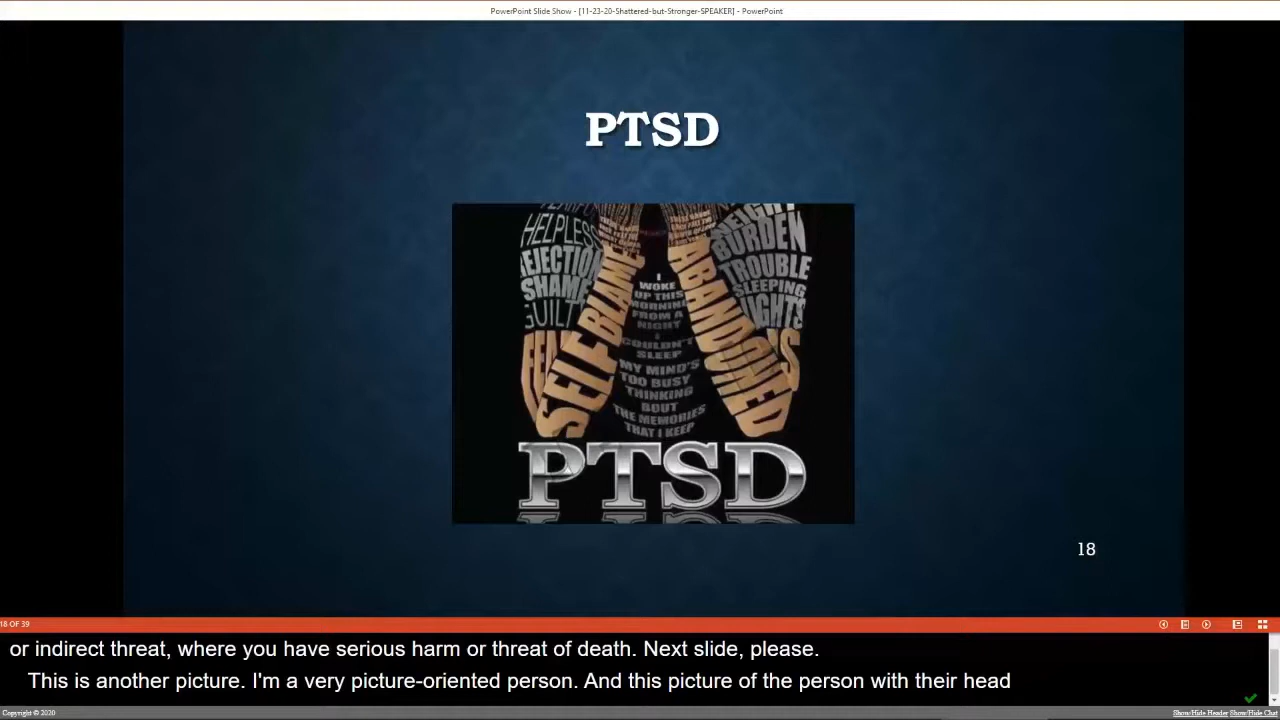 PowerPoint Slide Show - [11-23-20-Shattered-but-Stronger-SPEAKER] - PowerPoint
PTSD
HELPLESS
REJECTION
SHAME
GUILT
SELF BLAME
I
WOKE
UP THIS
MORNING
FROM A
NIGHT
I
COULDN'T
SLEEP
MY MIND'S
TOO BUSY
THINKING
BOUT
THE MEMORIES
THAT I KEEP
ABANDONED
BURDEN
TROUBLE
SLEEPING
PTSD
18
18 OF 39
or indirect threat, where you have serious harm or threat of death. Next slide, please.
This is another picture. I'm a very picture-oriented person. And this picture of the person with their head
Copyright © 2020
Show/Hide Header Show/Hide Chat